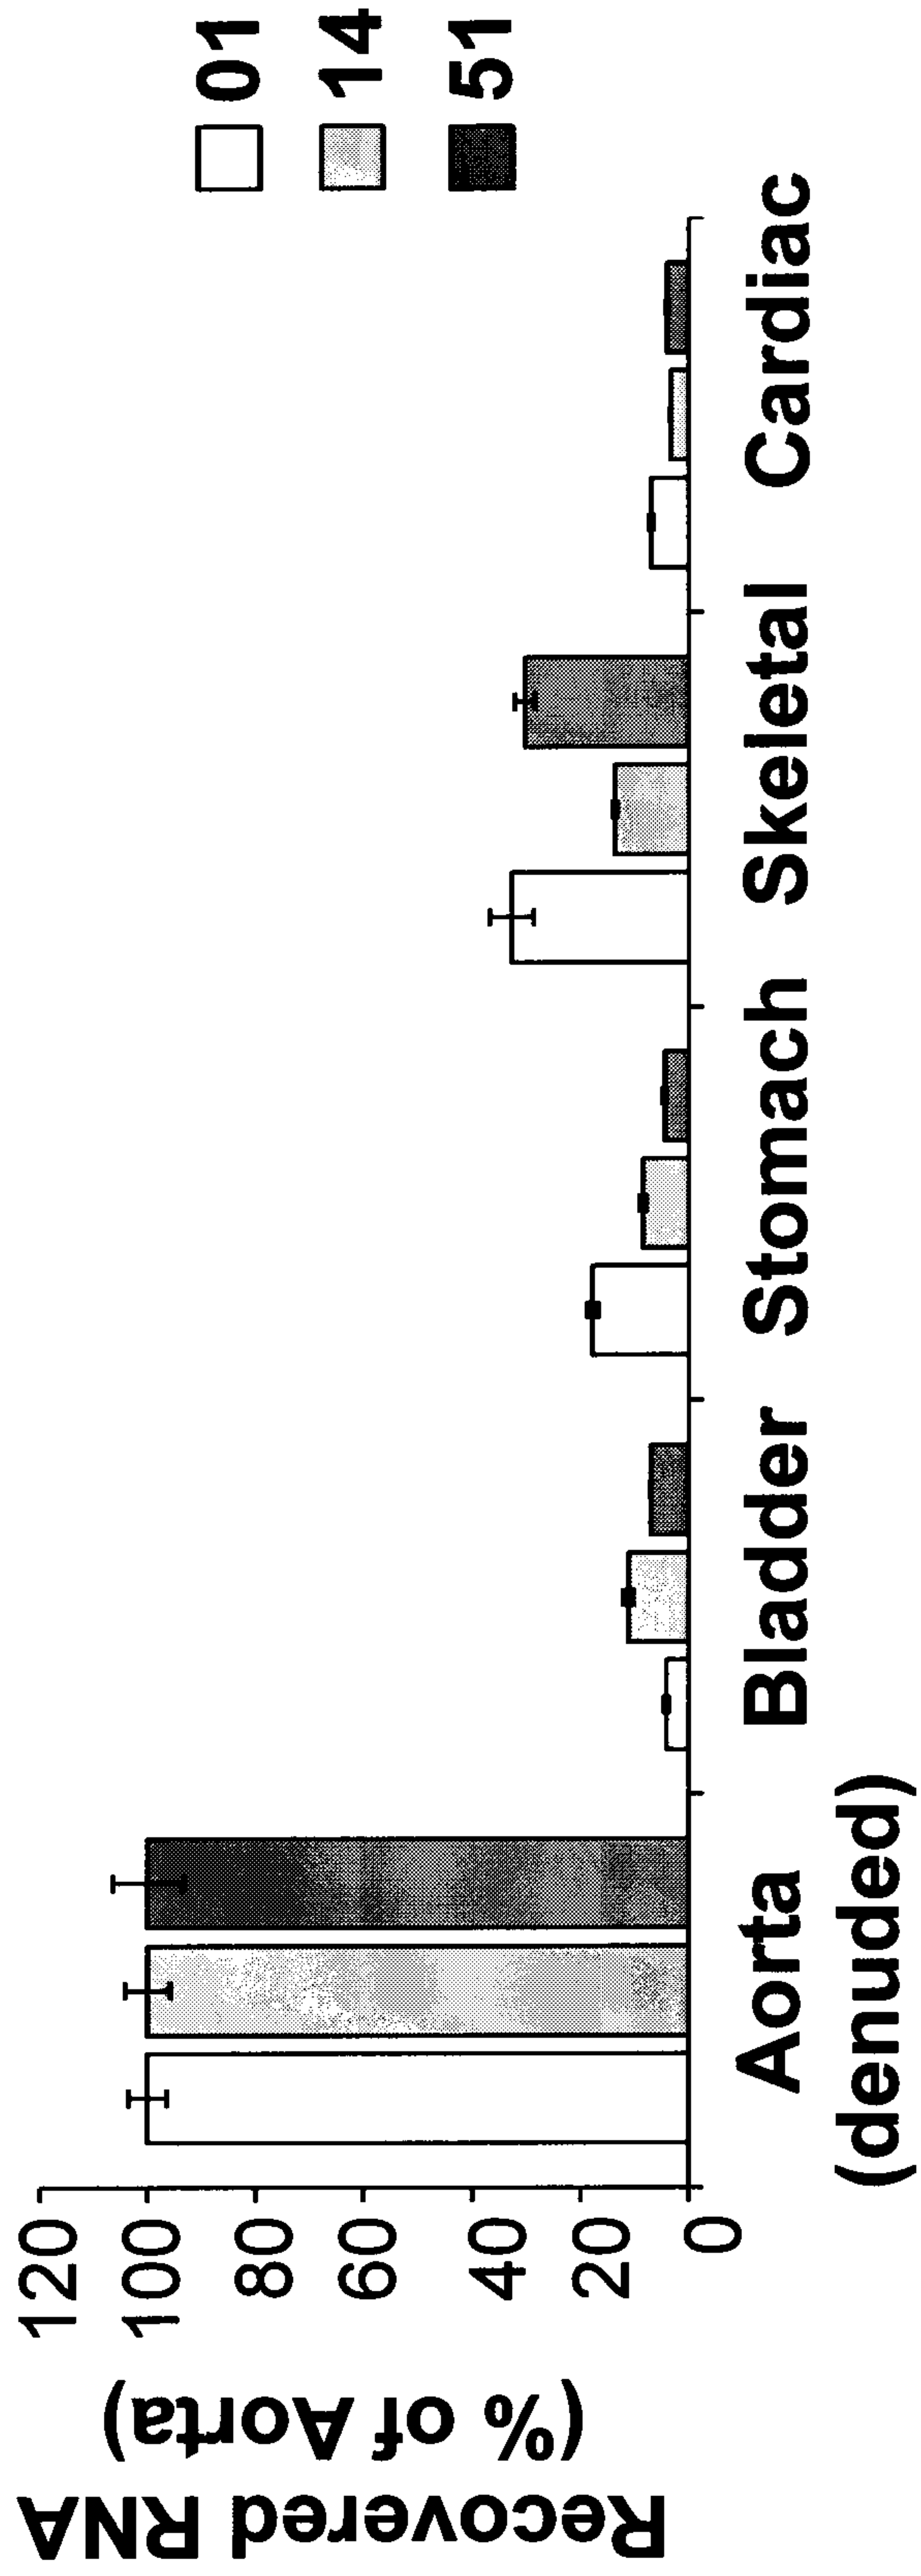 Recovered RNA
(% of Aorta)
120
100
80
60
40
20
0
Aorta
(denuded)
Bladder
Stomach
Skeletal
Cardiac
01
14
51